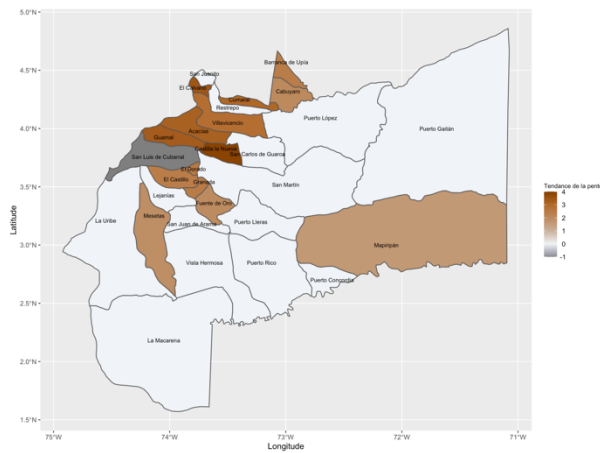 5.0°N
4.5°N
4.0°N
3.5°N
3.0°N
2.5°N
2.0°N
1.5°N
Latitude
75°W
74°W
73°W
72°W
71°W
Longitude
Barranca de Upía
San Juanito
El Calvario
Cabuyaro
Cumaral
Restrepo
Puerto López
Villavicencio
Acacías
Puerto Gaitán
Guamal
Castilla la Nueva
San Carlos de Guaroa
San Luis de Cubarral
El Dorado
El Castillo
Granada
San Martín
Lejanías
Fuente de Oro
Mesetas
La Uribe
Puerto Lleras
San Juan de Arama
Mapiripán
Vista Hermosa
Puerto Rico
Puerto Concordia
La Macarena
Tendance de la pente
4
3
2
1
0
-1